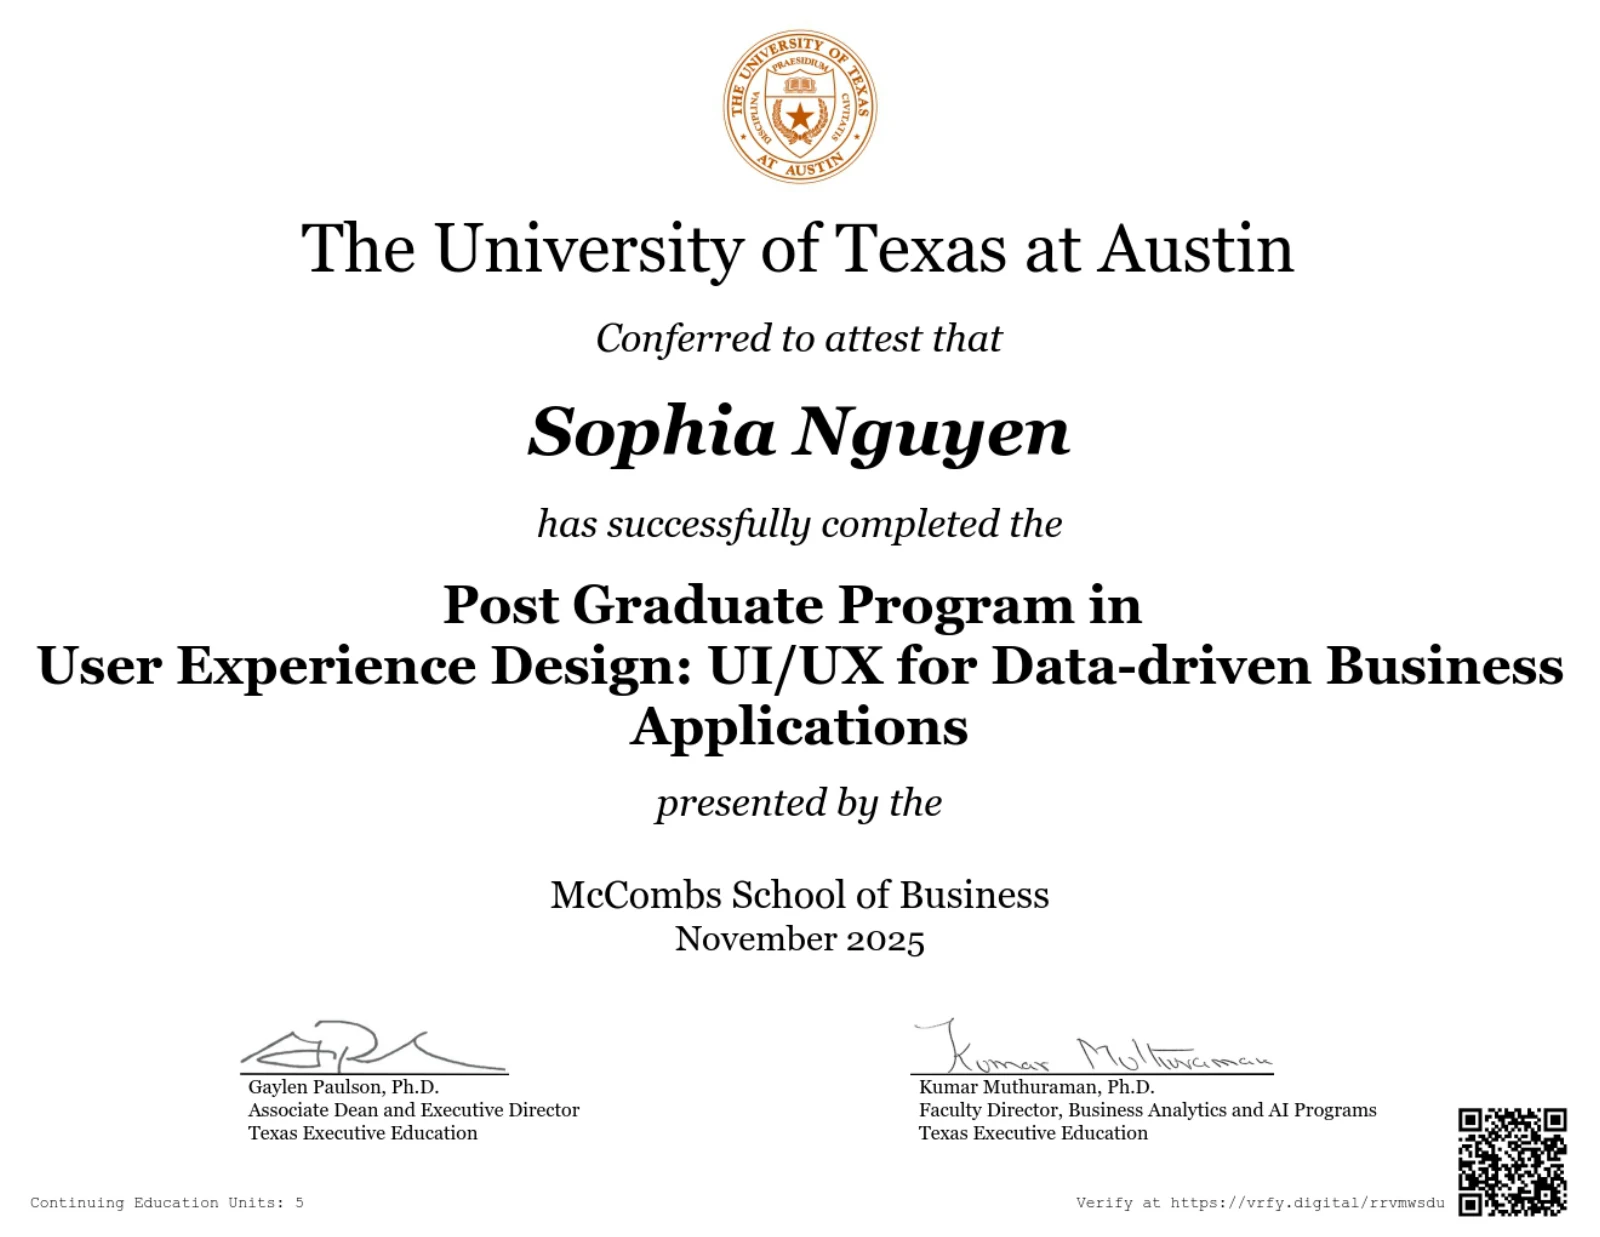 THE UNIVERSITY OF TEXAS
AT AUSTIN
PRAESIDIUM
DISCIPLINA
CIVITATIS
The University of Texas at Austin
Conferred to attest that
Sophia Nguyen
has successfully completed the
Post Graduate Program in
User Experience Design: UI/UX for Data-driven Business
Applications
presented by the
McCombs School of Business
November 2025
Kumar Muthuraman
Gaylen Paulson, Ph.D.
Associate Dean and Executive Director
Texas Executive Education
Kumar Muthuraman, Ph.D.
Faculty Director, Business Analytics and AI Programs
Texas Executive Education
Continuing Education Units: 5
Verify at https://vrfy.digital/rrvmwsdu